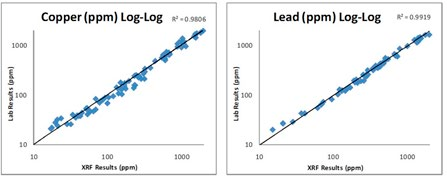 Copper (ppm) Log-Log
R² = 0.9806
Lab Results (ppm)
1000
100
10
10
100
1000
XRF Results (ppm)
Lead (ppm) Log-Log
R² = 0.9919
Lab Results (ppm)
1000
100
10
10
100
1000
XRF Results (ppm)